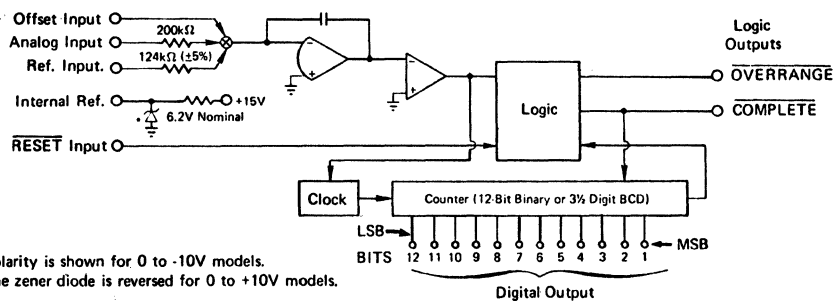 Offset Input
Analog Input
200kΩ
124kΩ (±5%)
Ref. Input.
Internal Ref.
+15V
6.2V Nominal
RESET Input
- +
- +
Logic
Logic
Outputs
OVERRANGE
COMPLETE
Clock
Counter (12-Bit Binary or 3½ Digit BCD)
LSB
MSB
BITS 12 11 10 9 8 7 6 5 4 3 2 1
Digital Output
larity is shown for 0 to -10V models.
e zener diode is reversed for 0 to +10V models.